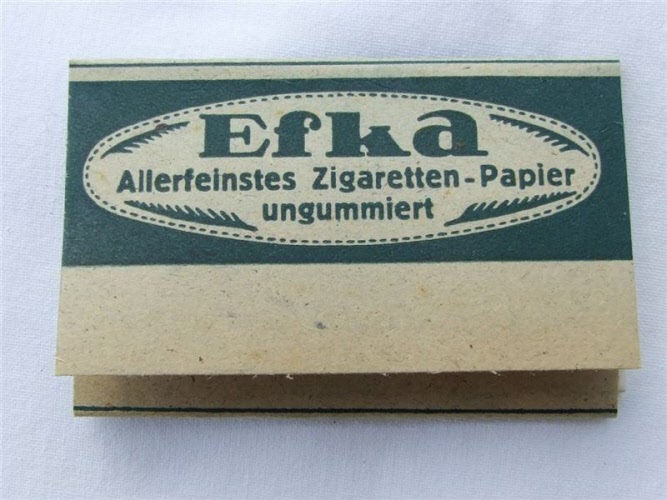 Efka
Allerfeinstes Zigaretten-Papier
ungummiert